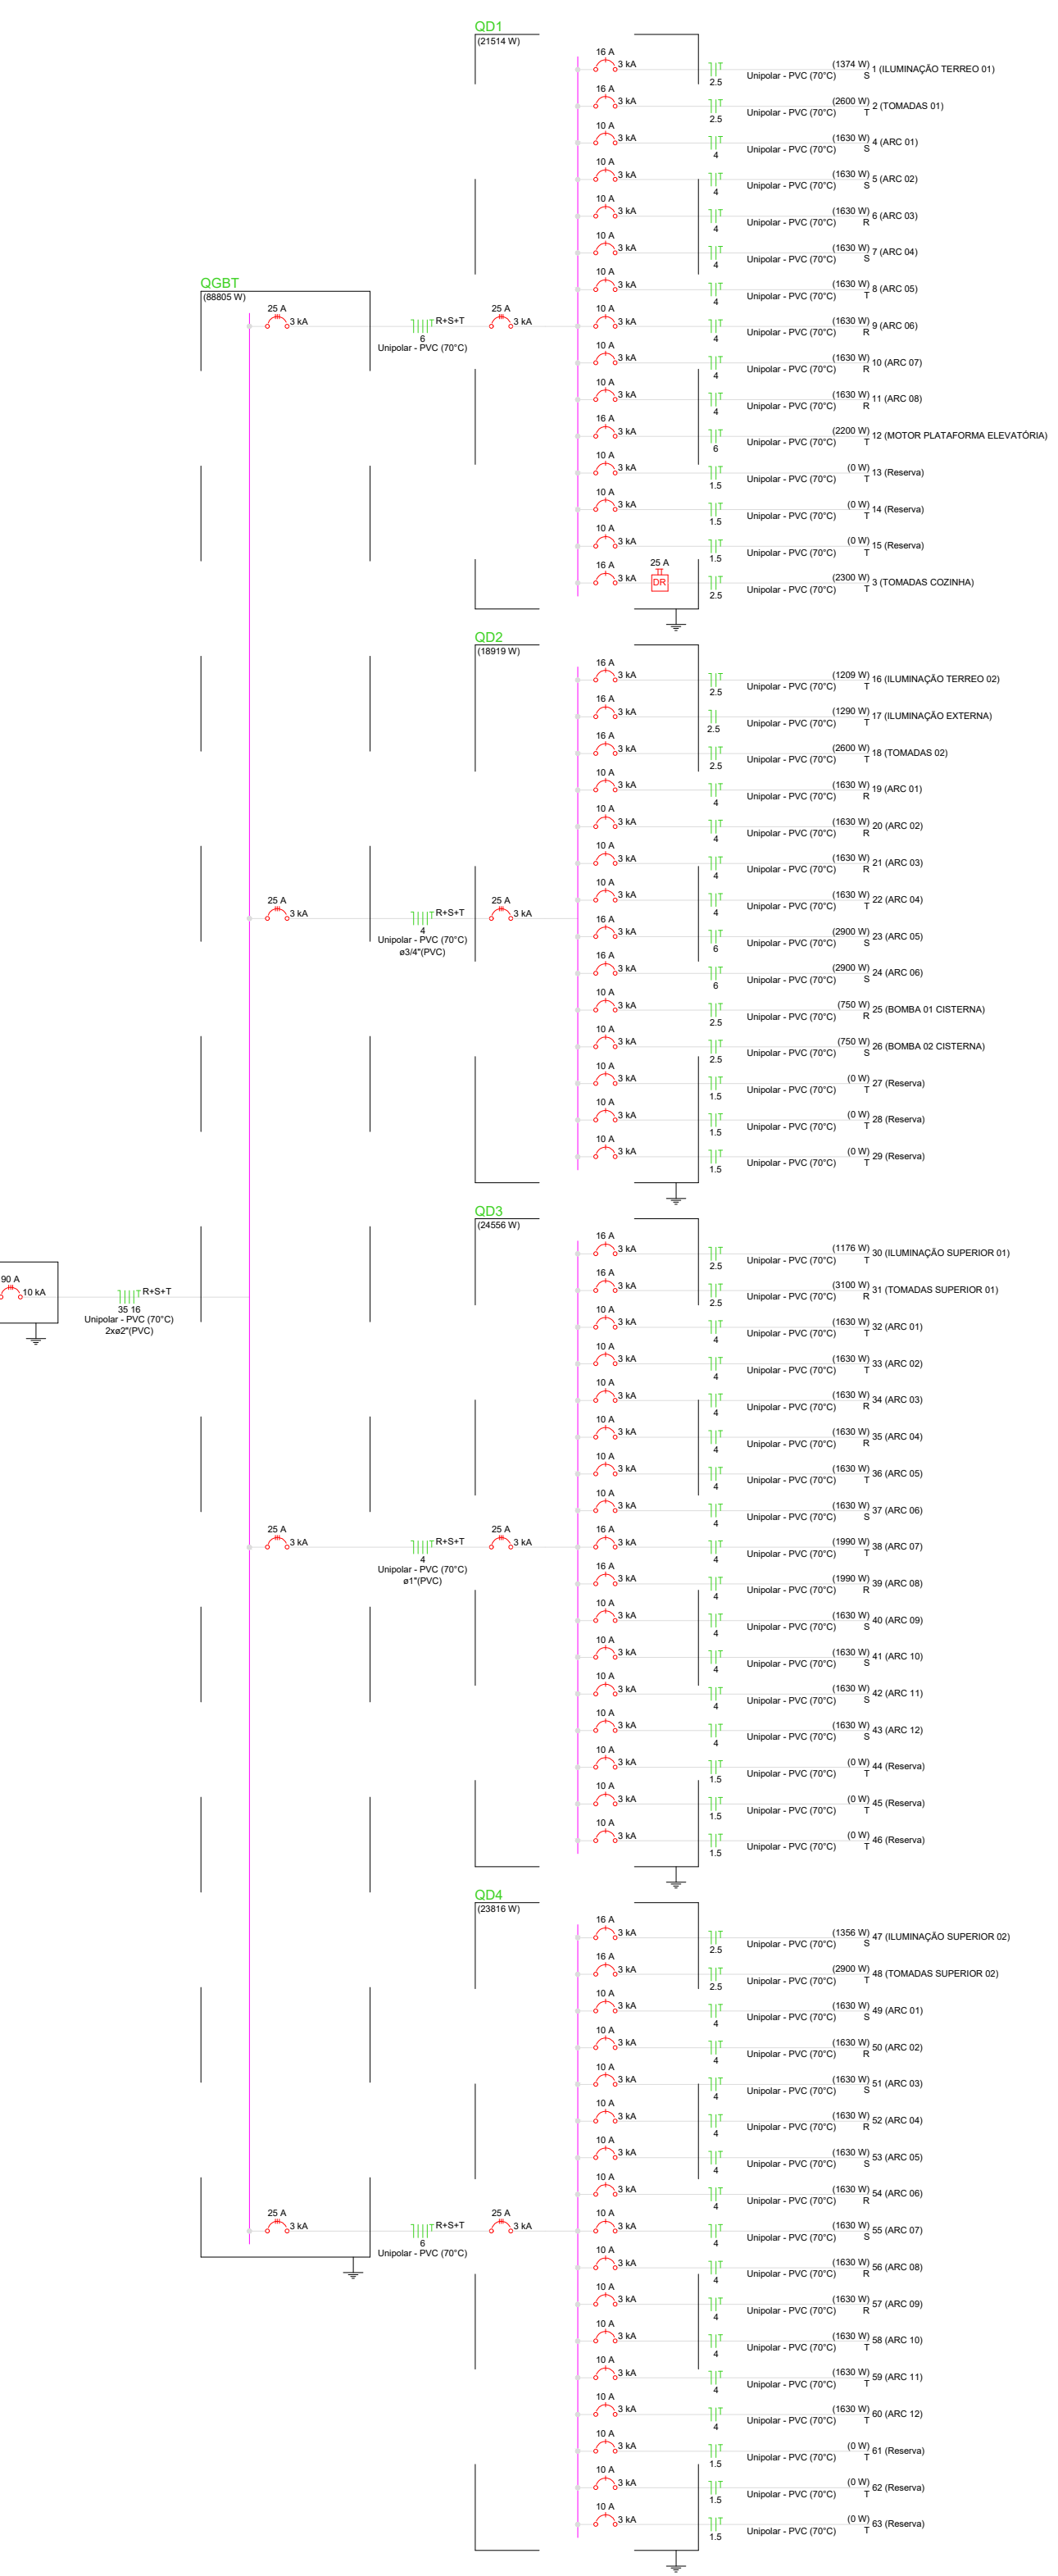 QD1
(21514 W)
16 A
3 kA
2.5
Unipolar - PVC (70°C)
(1374 W)
S
1 (ILUMINAÇÃO TERREO 01)
16 A
3 kA
T
2.5
Unipolar - PVC (70°C)
(2600 W)
T
2 (TOMADAS 01)
10 A
3 kA
T
4
Unipolar - PVC (70°C)
(1630 W)
S
4 (ARC 01)
10 A
3 kA
T
4
Unipolar - PVC (70°C)
(1630 W)
S
5 (ARC 02)
10 A
3 kA
T
4
Unipolar - PVC (70°C)
(1630 W)
R
6 (ARC 03)
10 A
3 kA
T
4
Unipolar - PVC (70°C)
(1630 W)
S
7 (ARC 04)
10 A
3 kA
T
4
Unipolar - PVC (70°C)
(1630 W)
T
8 (ARC 05)
QGBT
(88805 W)
25 A
3 kA
R+S+T
6
Unipolar - PVC (70°C)
25 A
3 kA
10 A
3 kA
T
4
Unipolar - PVC (70°C)
(1630 W)
R
9 (ARC 06)
10 A
3 kA
T
4
Unipolar - PVC (70°C)
(1630 W)
R
10 (ARC 07)
10 A
3 kA
T
4
Unipolar - PVC (70°C)
(1630 W)
R
11 (ARC 08)
16 A
3 kA
T
6
Unipolar - PVC (70°C)
(2200 W)
T
12 (MOTOR PLATAFORMA ELEVATÓRIA)
10 A
3 kA
T
1.5
Unipolar - PVC (70°C)
(0 W)
T
13 (Reserva)
10 A
3 kA
T
1.5
Unipolar - PVC (70°C)
(0 W)
T
14 (Reserva)
10 A
3 kA
T
1.5
Unipolar - PVC (70°C)
(0 W)
T
15 (Reserva)
16 A
3 kA
25 A
DR
T
2.5
Unipolar - PVC (70°C)
(2300 W)
T
3 (TOMADAS COZINHA)
QD2
(18919 W)
16 A
3 kA
T
2.5
Unipolar - PVC (70°C)
(1209 W)
T
16 (ILUMINAÇÃO TERREO 02)
16 A
3 kA
2.5
Unipolar - PVC (70°C)
(1290 W)
T
17 (ILUMINAÇÃO EXTERNA)
16 A
3 kA
T
2.5
Unipolar - PVC (70°C)
(2600 W)
T
18 (TOMADAS 02)
10 A
3 kA
T
4
Unipolar - PVC (70°C)
(1630 W)
R
19 (ARC 01)
10 A
3 kA
T
4
Unipolar - PVC (70°C)
(1630 W)
R
20 (ARC 02)
10 A
3 kA
T
4
Unipolar - PVC (70°C)
(1630 W)
R
21 (ARC 03)
10 A
3 kA
T
4
Unipolar - PVC (70°C)
(1630 W)
T
22 (ARC 04)
25 A
3 kA
R+S+T
4
Unipolar - PVC (70°C)
ø3/4"(PVC)
25 A
3 kA
16 A
3 kA
T
6
Unipolar - PVC (70°C)
(2900 W)
S
23 (ARC 05)
16 A
3 kA
T
6
Unipolar - PVC (70°C)
(2900 W)
S
24 (ARC 06)
10 A
3 kA
T
2.5
Unipolar - PVC (70°C)
(750 W)
R
25 (BOMBA 01 CISTERNA)
10 A
3 kA
T
2.5
Unipolar - PVC (70°C)
(750 W)
S
26 (BOMBA 02 CISTERNA)
10 A
3 kA
T
1.5
Unipolar - PVC (70°C)
(0 W)
T
27 (Reserva)
10 A
3 kA
T
1.5
Unipolar - PVC (70°C)
(0 W)
T
28 (Reserva)
10 A
3 kA
T
1.5
Unipolar - PVC (70°C)
(0 W)
T
29 (Reserva)
QD3
(24556 W)
16 A
3 kA
T
2.5
Unipolar - PVC (70°C)
(1176 W)
T
30 (ILUMINAÇÃO SUPERIOR 01)
90 A
10 kA
R+S+T
35 16
Unipolar - PVC (70°C)
2xø2"(PVC)
16 A
3 kA
T
2.5
Unipolar - PVC (70°C)
(3100 W)
R
31 (TOMADAS SUPERIOR 01)
10 A
3 kA
T
4
Unipolar - PVC (70°C)
(1630 W)
T
32 (ARC 01)
10 A
3 kA
T
4
Unipolar - PVC (70°C)
(1630 W)
T
33 (ARC 02)
10 A
3 kA
T
4
Unipolar - PVC (70°C)
(1630 W)
R
34 (ARC 03)
10 A
3 kA
T
4
Unipolar - PVC (70°C)
(1630 W)
R
35 (ARC 04)
10 A
3 kA
T
4
Unipolar - PVC (70°C)
(1630 W)
T
36 (ARC 05)
10 A
3 kA
T
4
Unipolar - PVC (70°C)
(1630 W)
S
37 (ARC 06)
25 A
3 kA
R+S+T
4
Unipolar - PVC (70°C)
ø1"(PVC)
25 A
3 kA
16 A
3 kA
T
4
Unipolar - PVC (70°C)
(1990 W)
T
38 (ARC 07)
16 A
3 kA
T
4
Unipolar - PVC (70°C)
(1990 W)
R
39 (ARC 08)
10 A
3 kA
T
4
Unipolar - PVC (70°C)
(1630 W)
S
40 (ARC 09)
10 A
3 kA
T
4
Unipolar - PVC (70°C)
(1630 W)
S
41 (ARC 10)
10 A
3 kA
T
4
Unipolar - PVC (70°C)
(1630 W)
S
42 (ARC 11)
10 A
3 kA
T
4
Unipolar - PVC (70°C)
(1630 W)
S
43 (ARC 12)
10 A
3 kA
T
1.5
Unipolar - PVC (70°C)
(0 W)
T
44 (Reserva)
10 A
3 kA
T
1.5
Unipolar - PVC (70°C)
(0 W)
T
45 (Reserva)
10 A
3 kA
T
1.5
Unipolar - PVC (70°C)
(0 W)
T
46 (Reserva)
QD4
(23816 W)
16 A
3 kA
T
2.5
Unipolar - PVC (70°C)
(1356 W)
S
47 (ILUMINAÇÃO SUPERIOR 02)
16 A
3 kA
T
2.5
Unipolar - PVC (70°C)
(2900 W)
T
48 (TOMADAS SUPERIOR 02)
10 A
3 kA
T
4
Unipolar - PVC (70°C)
(1630 W)
S
49 (ARC 01)
10 A
3 kA
T
4
Unipolar - PVC (70°C)
(1630 W)
R
50 (ARC 02)
10 A
3 kA
T
4
Unipolar - PVC (70°C)
(1630 W)
S
51 (ARC 03)
10 A
3 kA
T
4
Unipolar - PVC (70°C)
(1630 W)
R
52 (ARC 04)
10 A
3 kA
T
4
Unipolar - PVC (70°C)
(1630 W)
S
53 (ARC 05)
10 A
3 kA
T
4
Unipolar - PVC (70°C)
(1630 W)
R
54 (ARC 06)
25 A
3 kA
R+S+T
6
Unipolar - PVC (70°C)
25 A
3 kA
10 A
3 kA
T
4
Unipolar - PVC (70°C)
(1630 W)
S
55 (ARC 07)
10 A
3 kA
T
4
Unipolar - PVC (70°C)
(1630 W)
R
56 (ARC 08)
10 A
3 kA
T
4
Unipolar - PVC (70°C)
(1630 W)
R
57 (ARC 09)
10 A
3 kA
T
4
Unipolar - PVC (70°C)
(1630 W)
T
58 (ARC 10)
10 A
3 kA
T
4
Unipolar - PVC (70°C)
(1630 W)
T
59 (ARC 11)
10 A
3 kA
T
4
Unipolar - PVC (70°C)
(1630 W)
T
60 (ARC 12)
10 A
3 kA
T
1.5
Unipolar - PVC (70°C)
(0 W)
T
61 (Reserva)
10 A
3 kA
T
1.5
Unipolar - PVC (70°C)
(0 W)
T
62 (Reserva)
10 A
3 kA
T
1.5
Unipolar - PVC (70°C)
(0 W)
T
63 (Reserva)